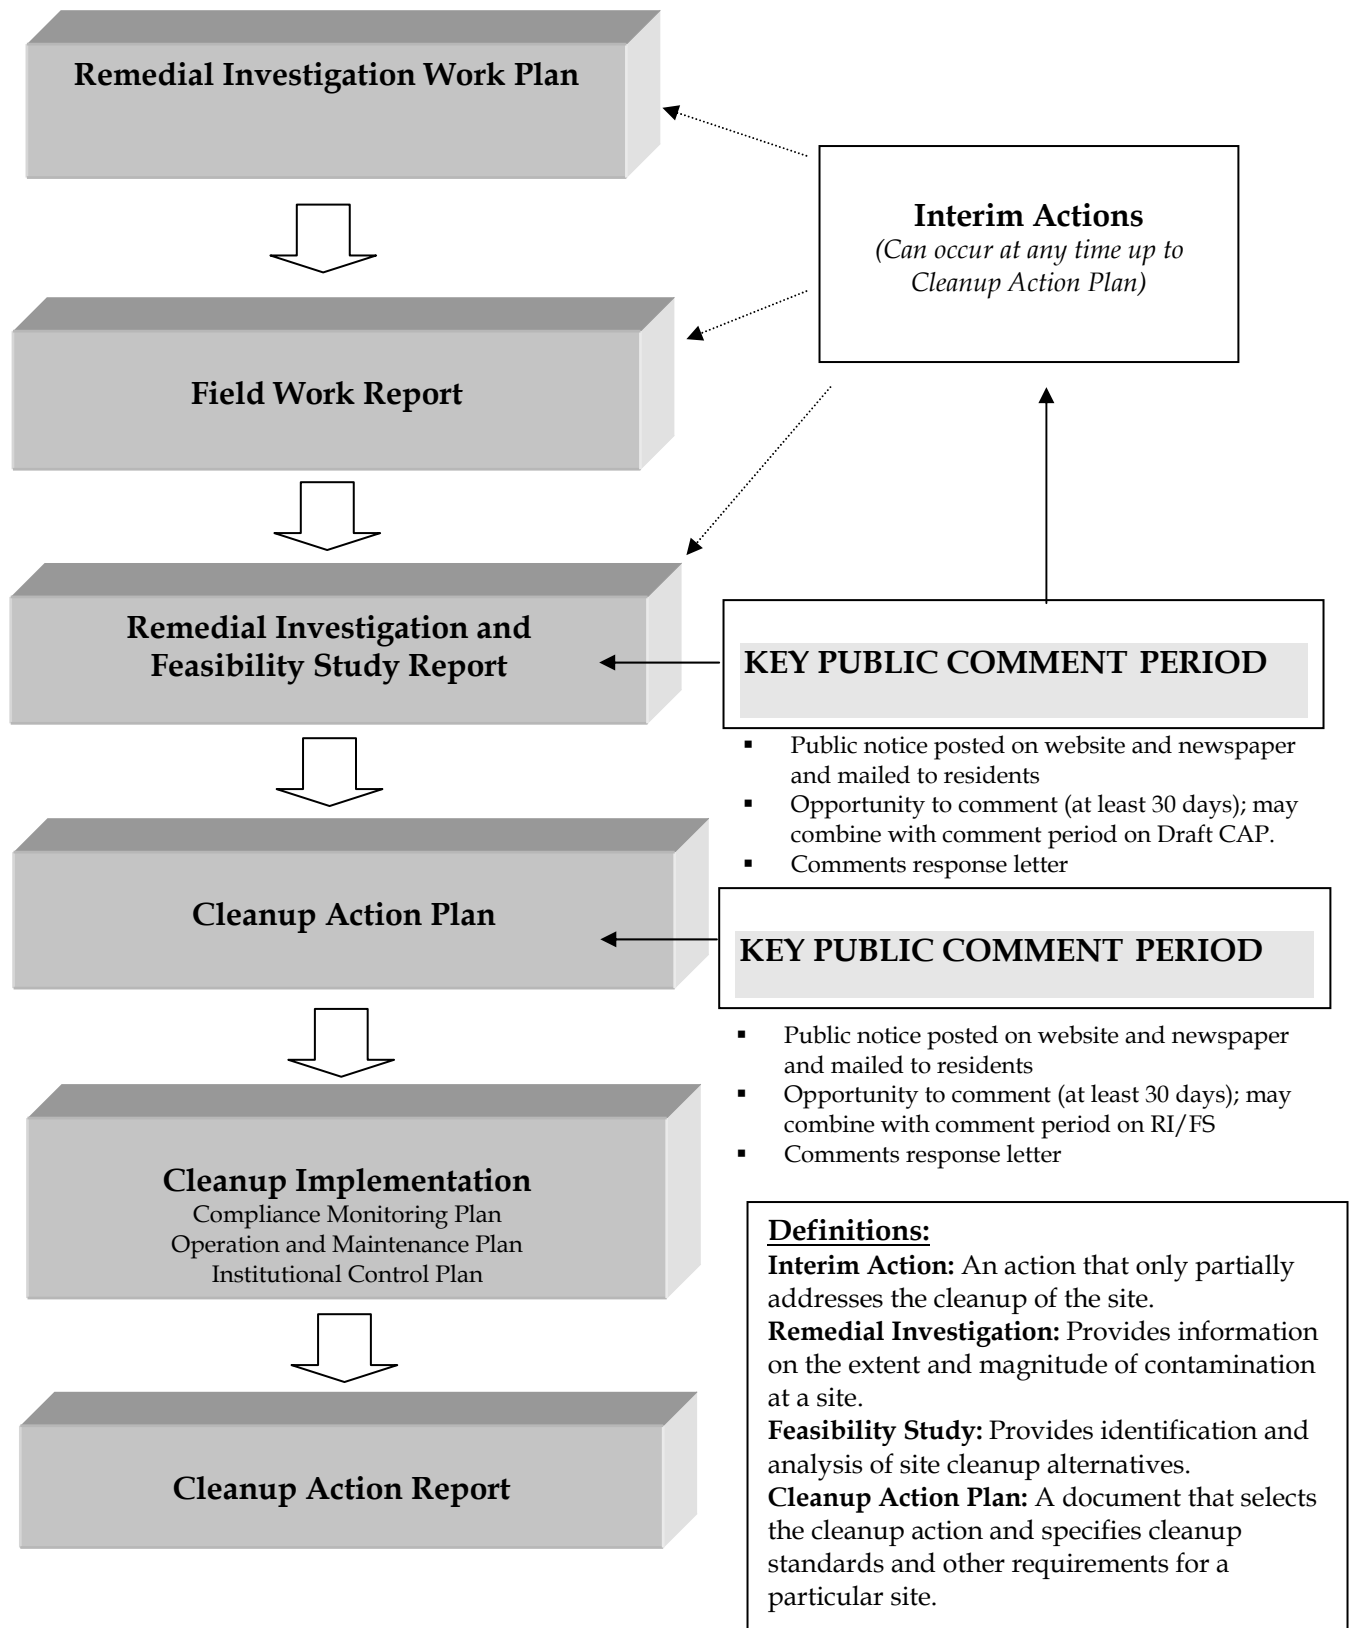 Remedial Investigation Work Plan
Interim Actions
(Can occur at any time up to
Cleanup Action Plan)
Field Work Report
Remedial Investigation and
Feasibility Study Report
KEY PUBLIC COMMENT PERIOD
▪ Public notice posted on website and newspaper
and mailed to residents
▪ Opportunity to comment (at least 30 days); may
combine with comment period on Draft CAP.
▪ Comments response letter
Cleanup Action Plan
KEY PUBLIC COMMENT PERIOD
▪ Public notice posted on website and newspaper
and mailed to residents
▪ Opportunity to comment (at least 30 days); may
combine with comment period on RI/FS
▪ Comments response letter
Cleanup Implementation
Compliance Monitoring Plan
Operation and Maintenance Plan
Institutional Control Plan
Cleanup Action Report
Definitions:
Interim Action: An action that only partially
addresses the cleanup of the site.
Remedial Investigation: Provides information
on the extent and magnitude of contamination
at a site.
Feasibility Study: Provides identification and
analysis of site cleanup alternatives.
Cleanup Action Plan: A document that selects
the cleanup action and specifies cleanup
standards and other requirements for a
particular site.